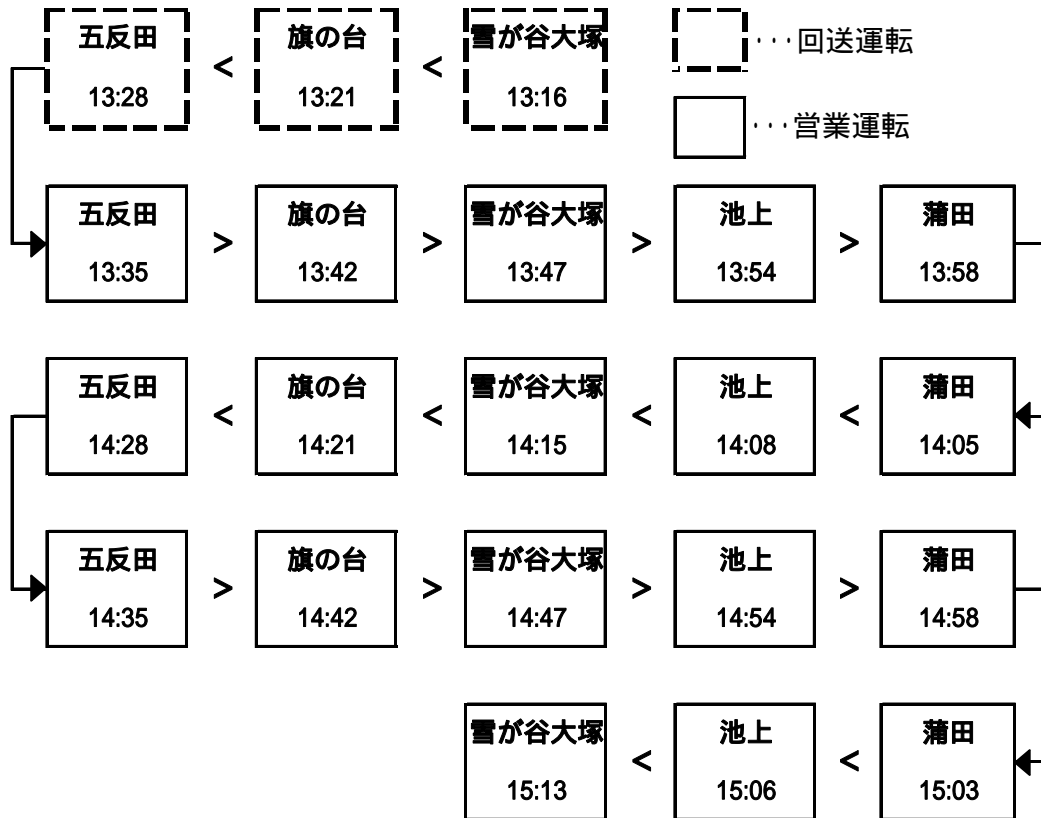 五反田 < 旗の台 < 雪が谷大塚 ···回送運転
13:28 13:21 13:16
···営業運転
五反田 > 旗の台 > 雪が谷大塚 > 池上 > 蒲田
13:35 13:42 13:47 13:54 13:58
五反田 < 旗の台 < 雪が谷大塚 < 池上 < 蒲田
14:28 14:21 14:15 14:08 14:05
五反田 > 旗の台 > 雪が谷大塚 > 池上 > 蒲田
14:35 14:42 14:47 14:54 14:58
雪が谷大塚 < 池上 < 蒲田
15:13 15:06 15:03